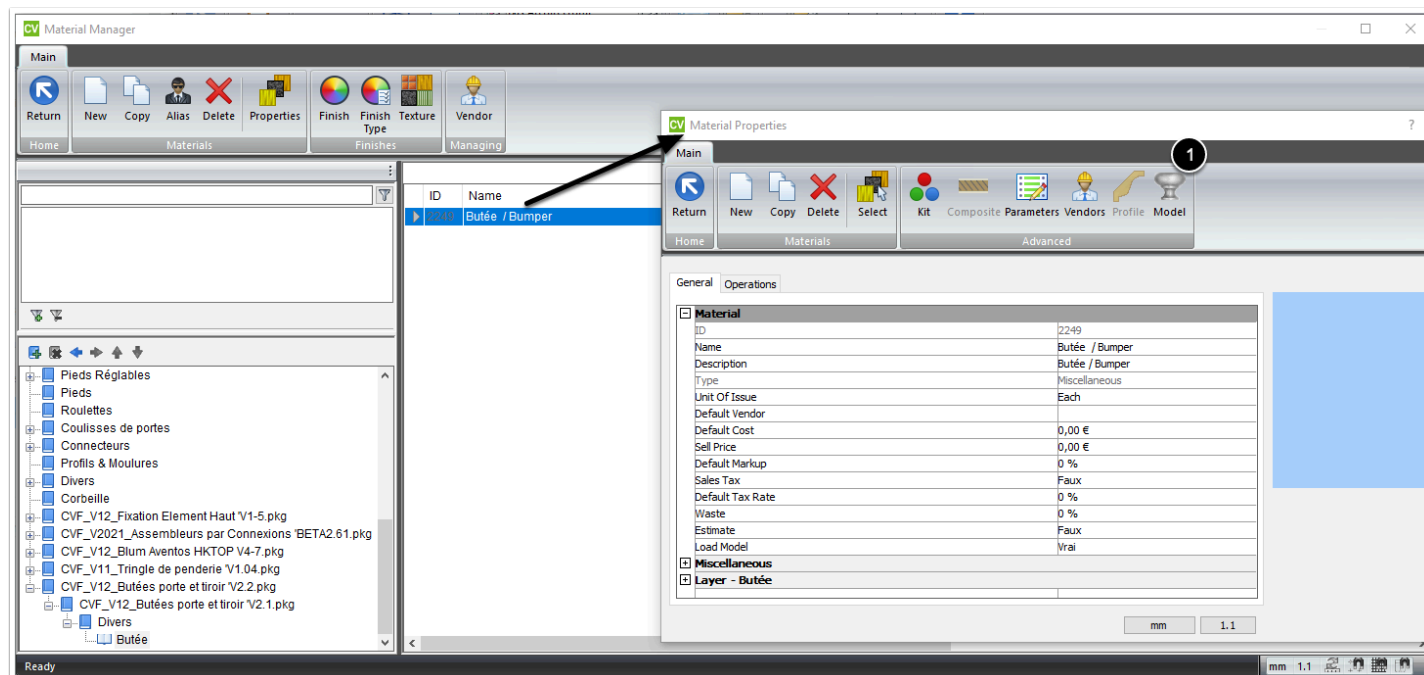 CV Material Manager
Main
Return New Copy Alias Delete Properties Finish Finish Type Texture Vendor
Home Materials Finishes Managing
ID Name
2249 Butée / Bumper
Pieds Réglables
Pieds
Roulettes
Coulisses de portes
Connecteurs
Profils & Moulures
Divers
Corbeille
CVF_V12_Fixation Element Haut 'V1-5.pkg
CVF_V2021_Assembleurs par Connexions 'BETA2.61.pkg
CVF_V12_Blum Aventos HKTOP V4-7.pkg
CVF_V11_Tringle de penderie 'V1.04.pkg
CVF_V12_Butées porte et tiroir 'V2.2.pkg
CVF_V12_Butées porte et tiroir 'V2.1.pkg
Divers
Butée
Ready
CV Material Properties ?
Main
1
Return New Copy Delete Select Kit Composite Parameters Vendors Profile Model
Home Materials Advanced
General Operations
Material
ID 2249
Name Butée / Bumper
Description Butée / Bumper
Type Miscellaneous
Unit Of Issue Each
Default Vendor
Default Cost 0,00 €
Sell Price 0,00 €
Default Markup 0 %
Sales Tax Faux
Default Tax Rate 0 %
Waste 0 %
Estimate Faux
Load Model Vrai
Miscellaneous
Layer - Butée
mm 1.1
mm 1.1